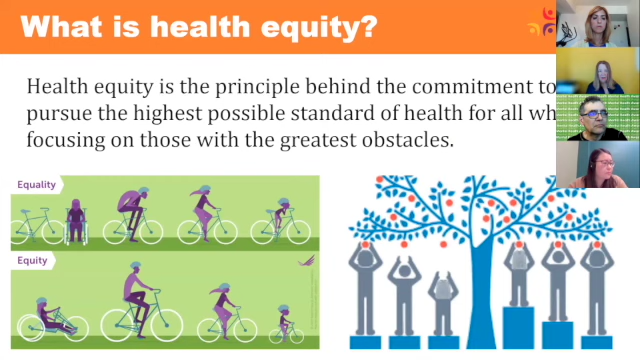 What is health equity?
Health equity is the principle behind the commitment to
pursue the highest possible standard of health for all wh
focusing on those with the greatest obstacles.
Equality
Equity